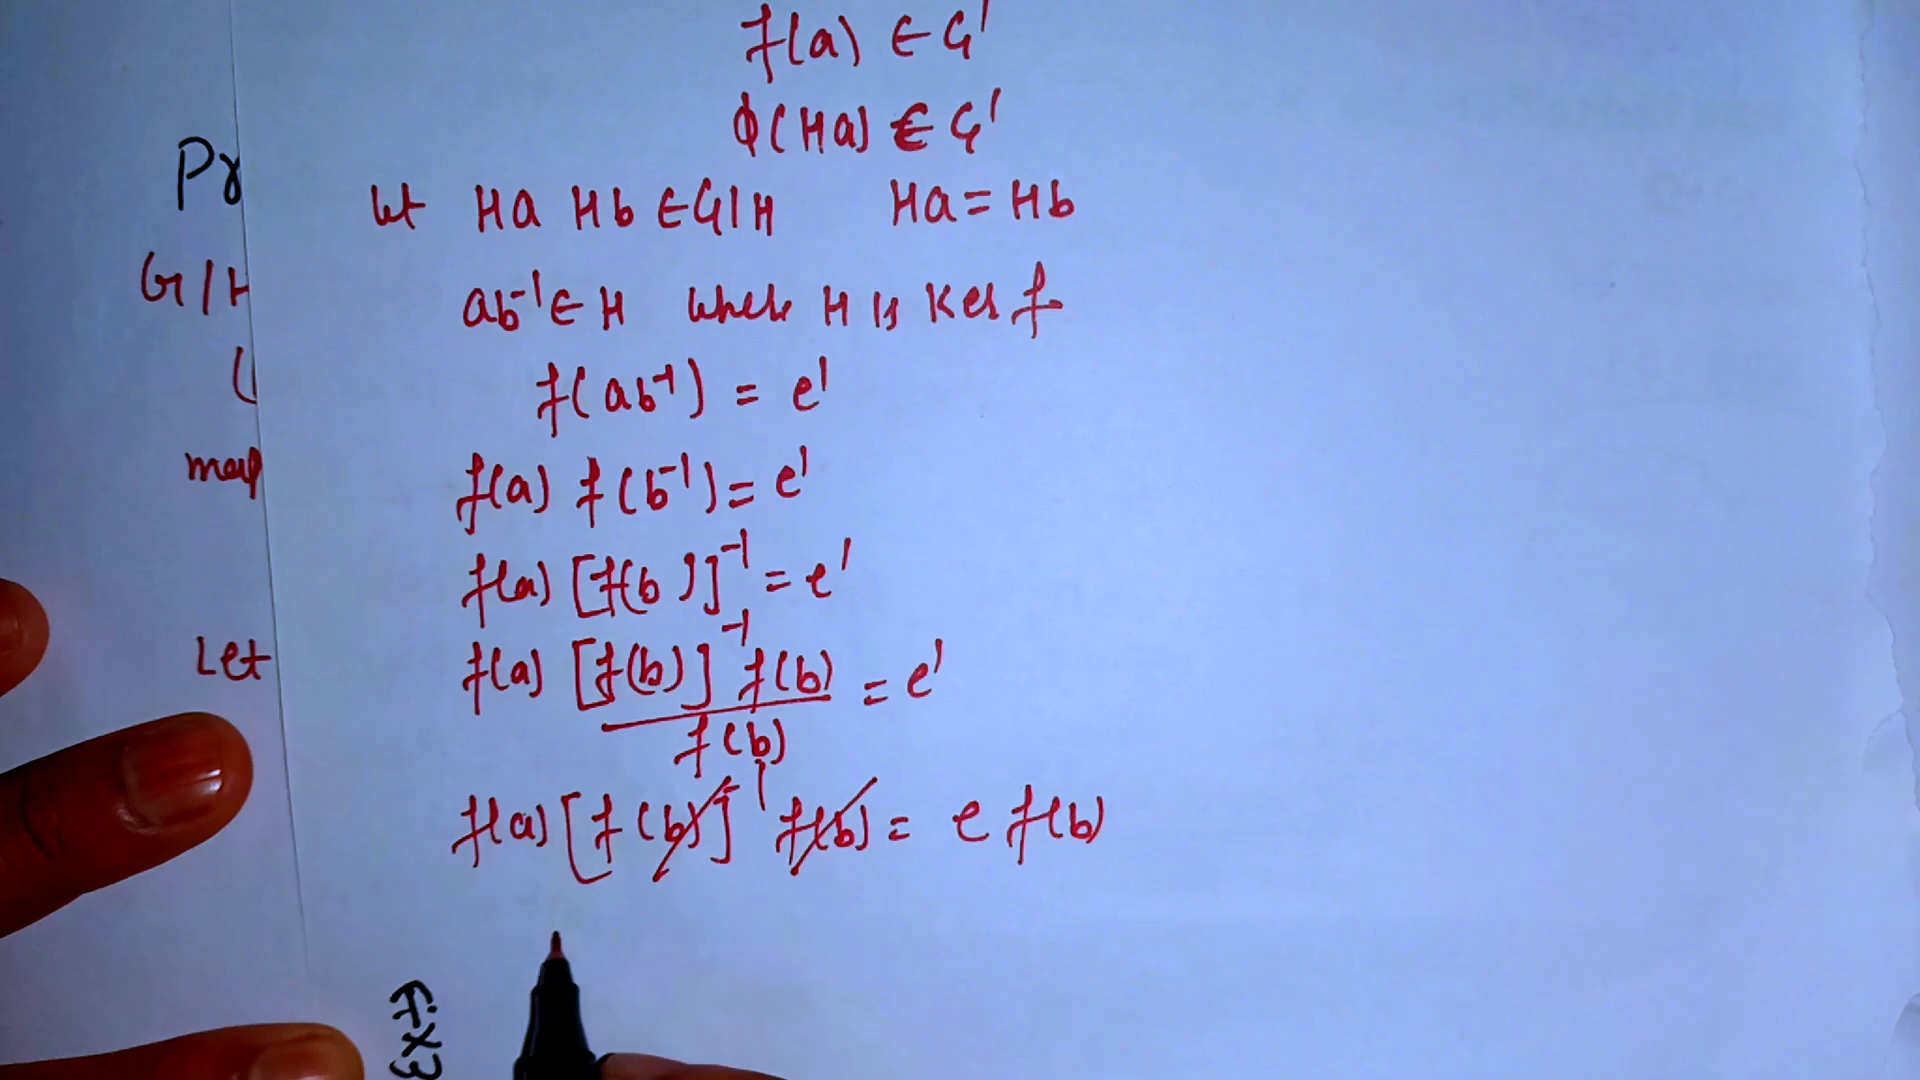 f(a) ∈ G'
ϕ(Ha) ∈ G'
Pr
let Ha Hb ∈ G/H Ha = Hb
G/H
ab⁻¹ ∈ H where H is Ker f
f(ab⁻¹) = e'
(
map
f(a) f(b⁻¹) = e'
f(a) [f(b)]⁻¹ = e'
Let
f(a) [f(b)]⁻¹ f(b) = e'
f(b)
f(a) [f(b)]⁻¹ f(b) = e f(b)